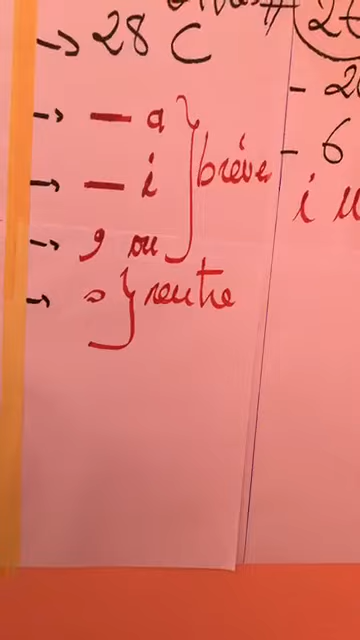 → 28 C
→ — a
→ — i
brève
→ و ou
→ o } neutre
- 6
i